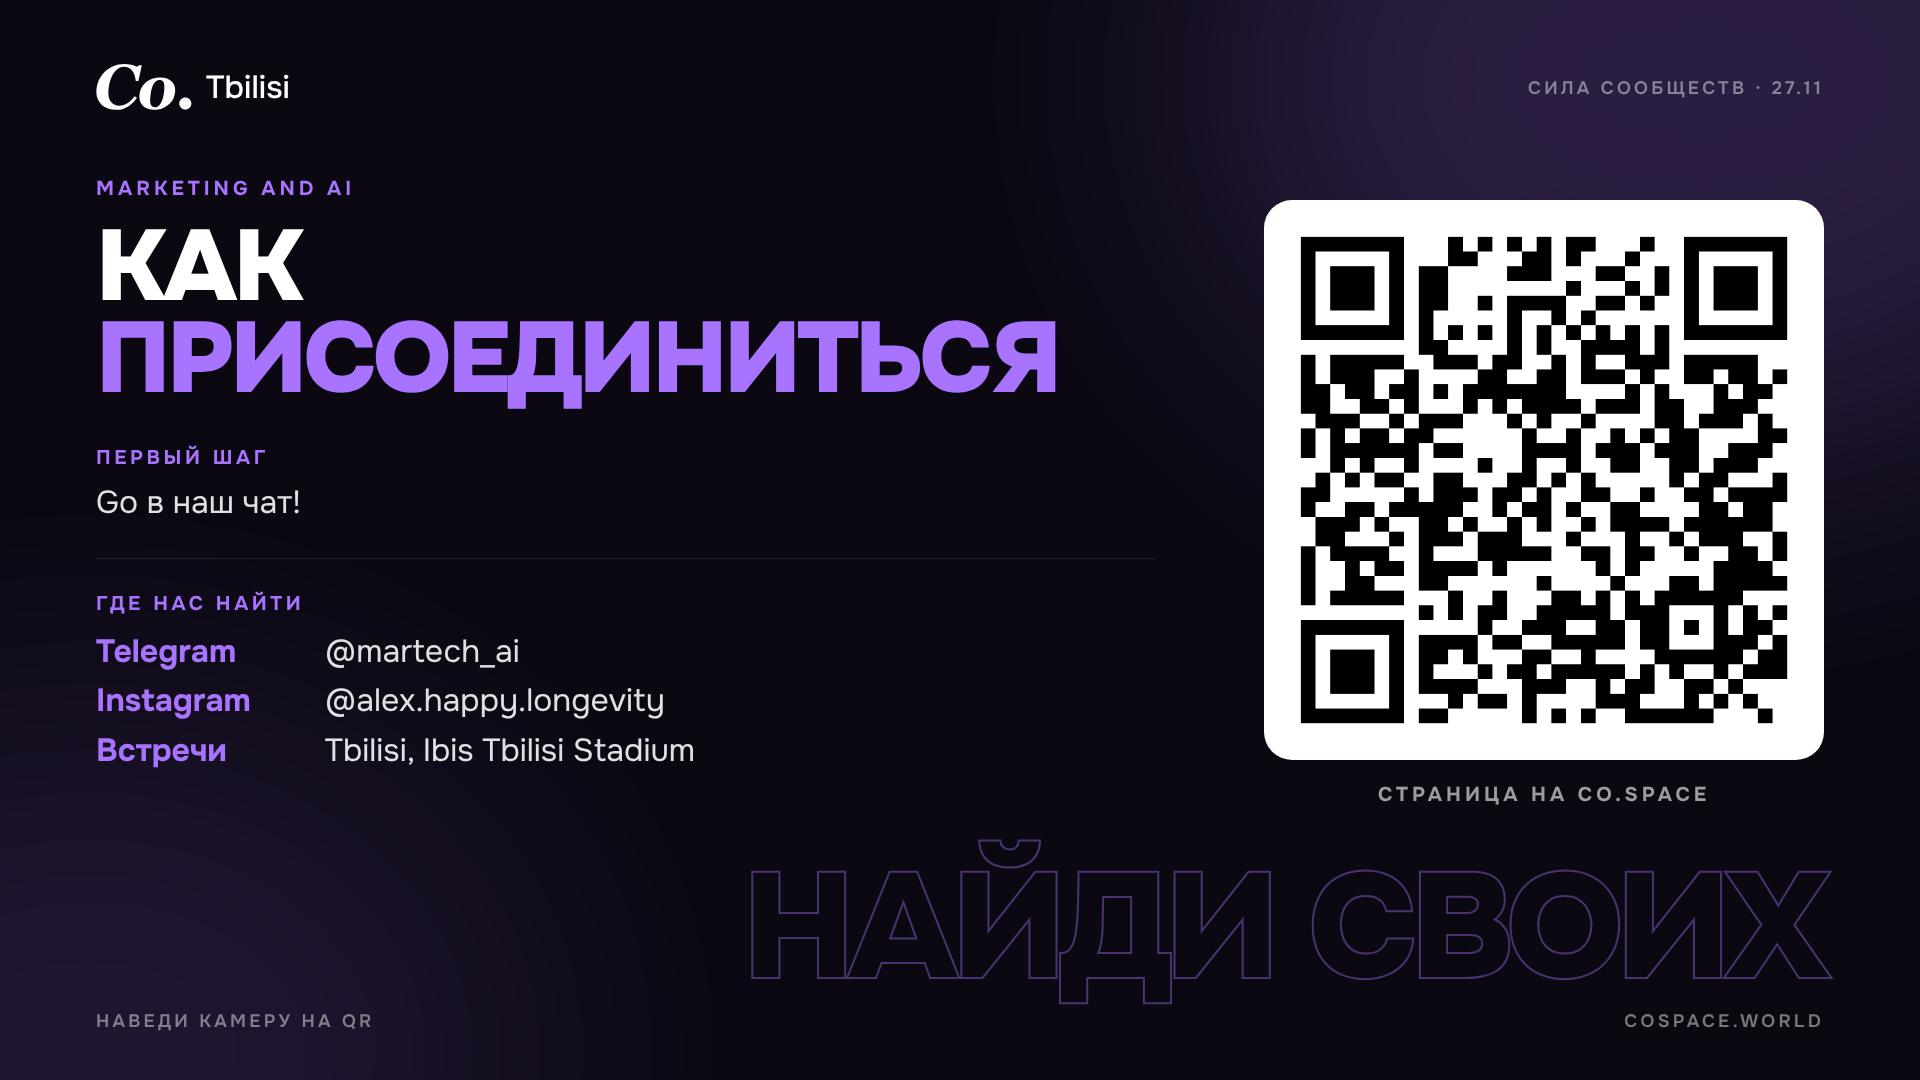 Co. Tbilisi
СИЛА СООБЩЕСТВ · 27.11
MARKETING AND AI
КАК
ПРИСОЕДИНИТЬСЯ
ПЕРВЫЙ ШАГ
Go в наш чат!
ГДЕ НАС НАЙТИ
Telegram @martech_ai
Instagram @alex.happy.longevity
Встречи Tbilisi, Ibis Tbilisi Stadium
СТРАНИЦА НА CO.SPACE
НАЙДИ СВОИХ
НАВЕДИ КАМЕРУ НА QR
COSPACE.WORLD